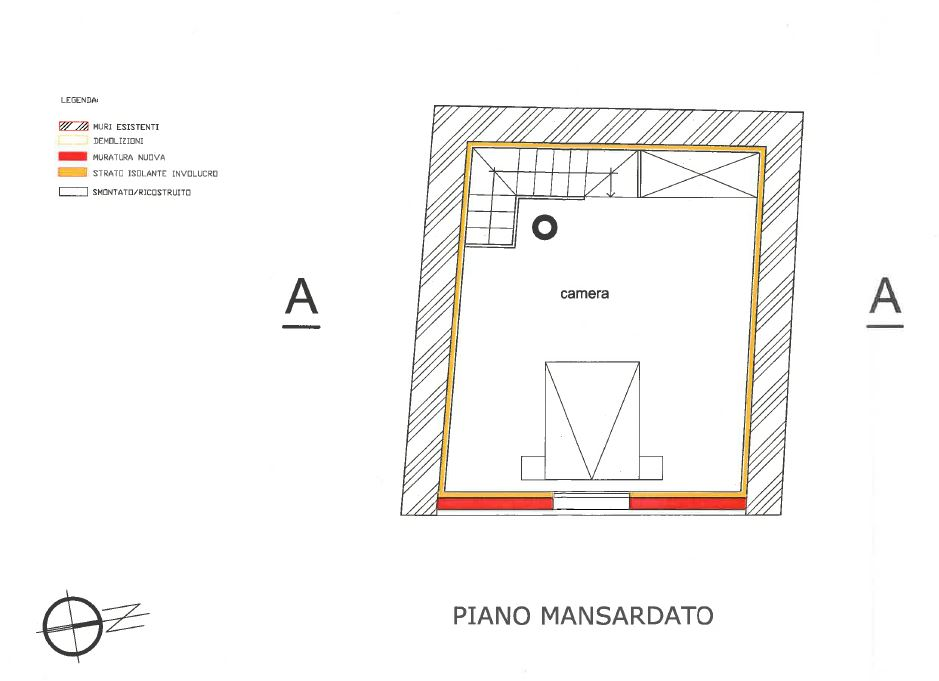 LEGENDA:
MURI ESISTENTI
DEMOLIZIONI
MURATURA NUOVA
STRATO ISOLANTE INVOLUCRO
SMONTATO/RICOSTRUITO
A
A
camera
N
PIANO MANSARDATO